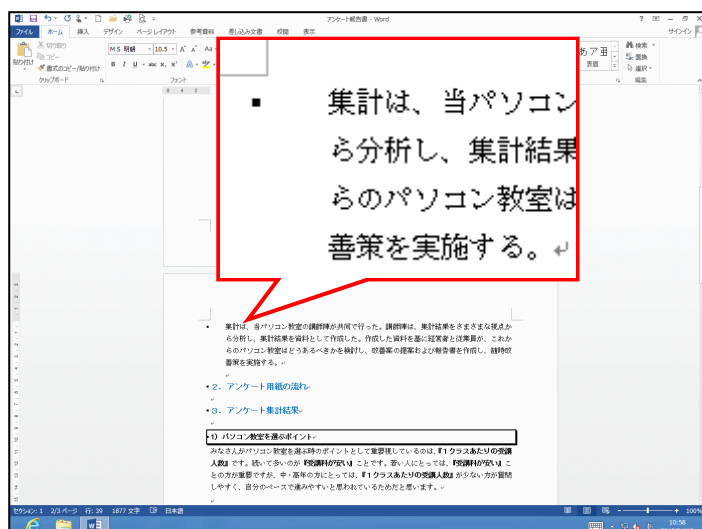 アンケート報告書 - Word
ファイル ホーム 挿入 デザイン ページ レイアウト 参考資料 差し込み文書 校閲 表示 サインイン
切り取り
コピー
書式のコピー/貼り付け
貼り付け
クリップボード
MS 明朝 10.5
フォント
あ ア 亜
表題
検索
置換
選択
編集
▪ 集計は、当パソコン
ら分析し、集計結果
らのパソコン教室は
善策を実施する。↵
▪ 集計は、当パソコン教室の講師陣が共同で行った。講師陣は、集計結果をさまざまな視点か
ら分析し、集計結果を資料として作成した。作成した資料を基に経営者と従業員が、これか
らのパソコン教室はどうあるべきかを検討し、改善案の提案および報告書を作成し、随時改
善策を実施する。↵
▪2．アンケート用紙の流れ↵
▪3．アンケート集計結果↵
▪1) パソコン教室を選ぶポイント↵
みなさんがパソコン教室を選ぶ時のポイントとして重要視しているのは、『1クラスあたりの受講
人数』です。続いて多いのが『受講料が安い』ことです。若い人にとっては、『受講料が安い』こ
との方が重要ですが、中・高年の方にとっては、『1クラスあたりの受講人数』が少ない方が質問
しやすく、自分のペースで進みやすいと思われているためだと思います。↵
セクション: 1 2/3 ページ 行: 39 1877 文字 日本語 100%
10:58